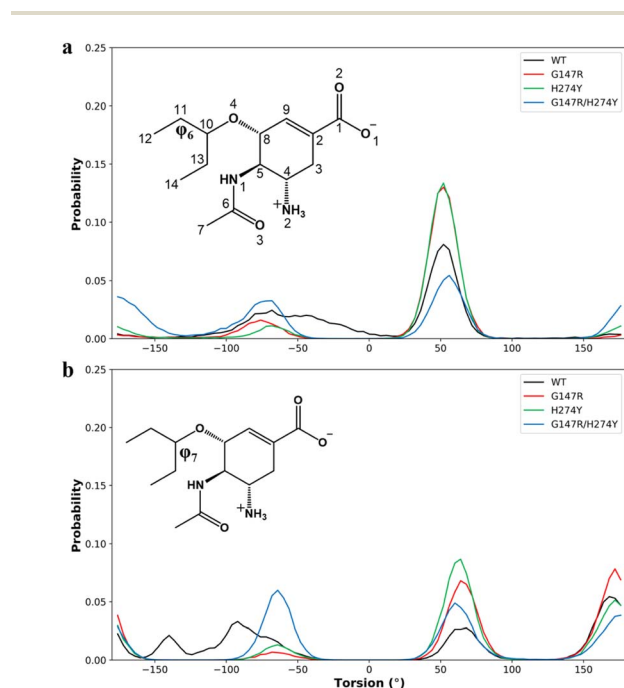 a
0.25
0.20
0.15
0.10
0.05
0.00
Probability
−150 −100 −50 0 50 100 150
WT
G147R
H274Y
G147R/H274Y
O
2
4
11
O
9
1
O −
1
10
12
φ6
8
2
13
5
4
3
14
HN
1
+
NH3
2
6
7
O
3
b
0.25
0.20
0.15
0.10
0.05
0.00
Probability
−150 −100 −50 0 50 100 150
Torsion (°)
WT
G147R
H274Y
G147R/H274Y
O
O
O −
φ7
HN
+
NH3
O